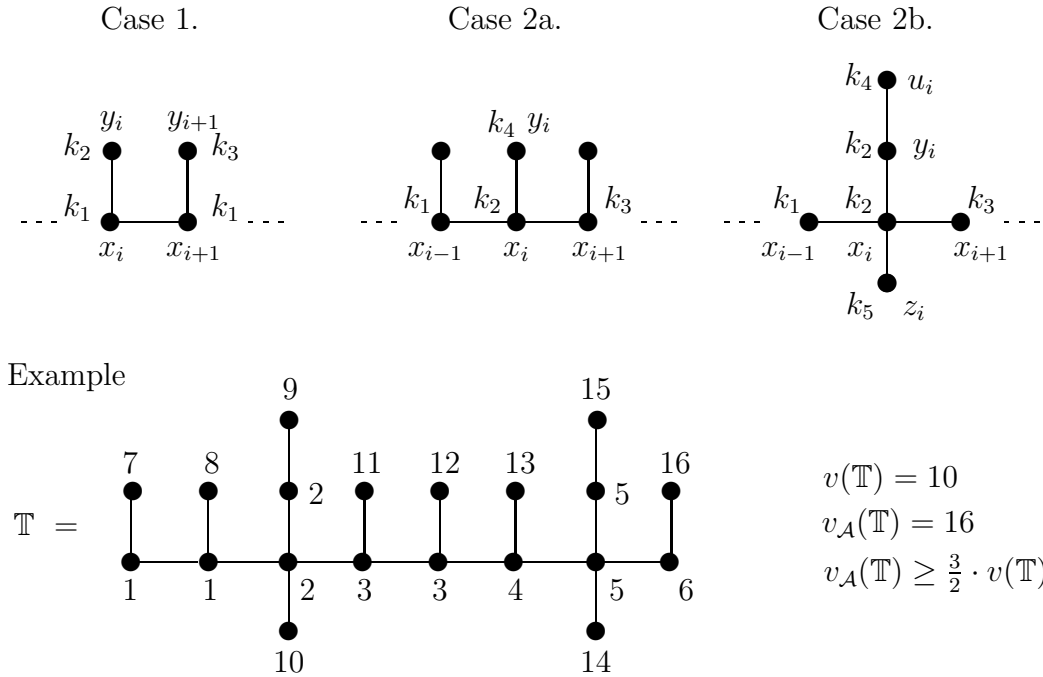 Case 1.
Case 2a.
Case 2b.
k_4 u_i
y_i y_{i+1} k_4 y_i
k_2 k_3 k_2 y_i
k_1 k_1 k_1 k_2 k_3 k_1 k_2 k_3
x_i x_{i+1} x_{i-1} x_i x_{i+1} x_{i-1} x_i x_{i+1}
k_5 z_i
Example
9 15
7 8 11 12 13 16
2 5
v(𝕋) = 10
𝕋 =
v_𝒜(𝕋) = 16
1 1 2 3 3 4 5 6
v_𝒜(𝕋) ≥ 3/2 · v(𝕋)
10 14